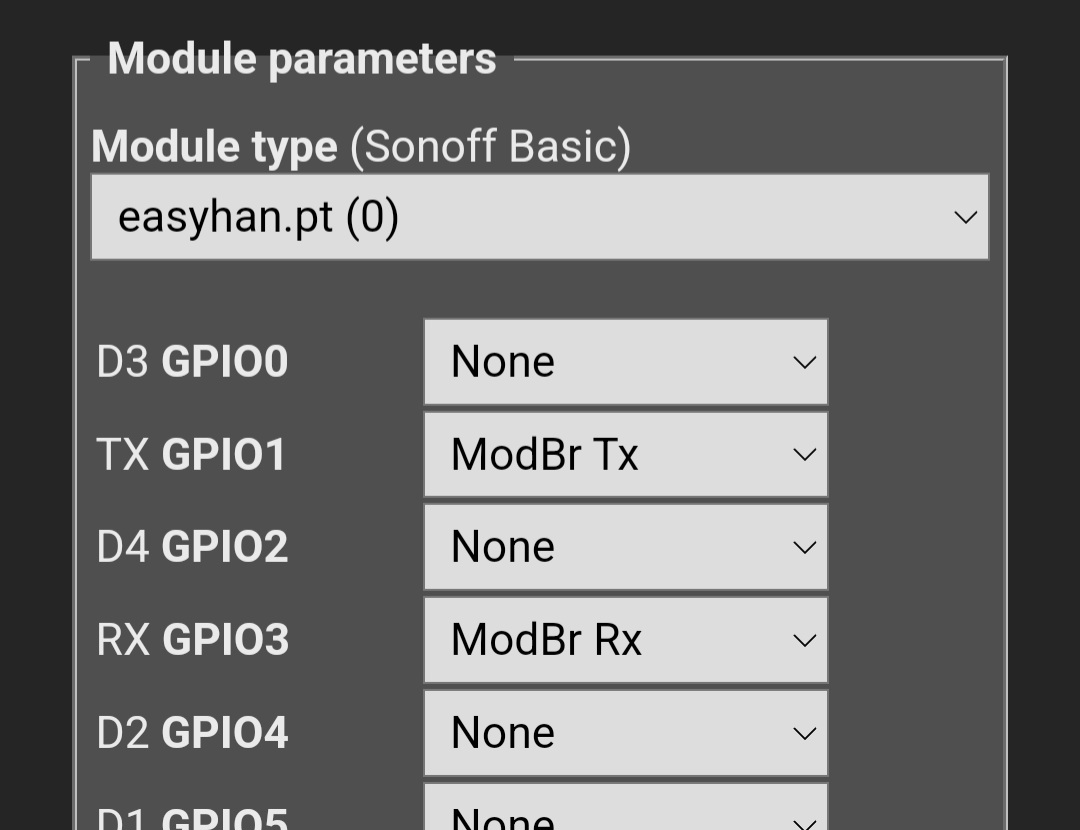 Module parameters
Module type (Sonoff Basic)
easyhan.pt (0)
D3 GPIO0 None
TX GPIO1 ModBr Tx
D4 GPIO2 None
RX GPIO3 ModBr Rx
D2 GPIO4 None
D1 GPIO5 None